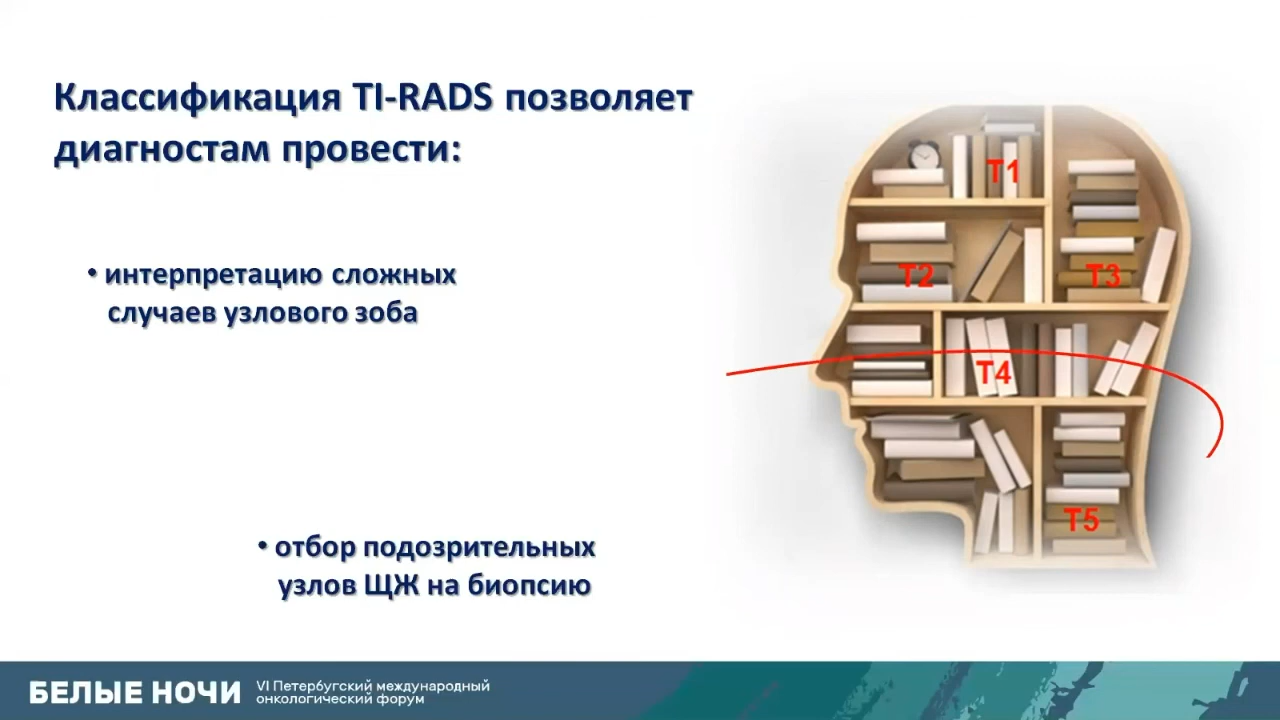 Классификация TI-RADS позволяет
диагностам провести:
• интерпретацию сложных
случаев узлового зоба
• отбор подозрительных
узлов ЩЖ на биопсию
T1
T2
T3
T4
T5
БЕЛЫЕ НОЧИ
VI Петербургский международный
онкологический форум